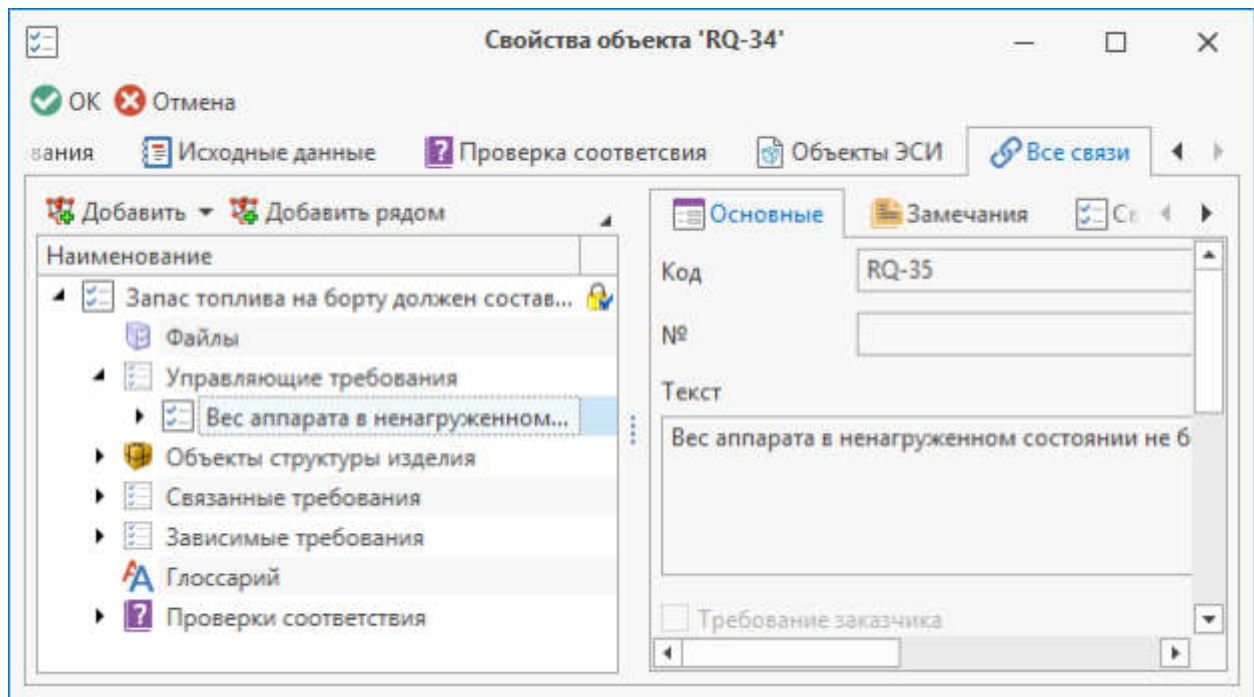 Свойства объекта 'RQ-34'
ОК Отмена
вания Исходные данные Проверка соответсвия Объекты ЭСИ Все связи
Добавить Добавить рядом
Основные Замечания Св
Наименование
Код RQ-35
Запас топлива на борту должен состав...
Файлы
№
Управляющие требования
Текст
Вес аппарата в ненагруженном...
Вес аппарата в ненагруженном состоянии не б
Объекты структуры изделия
Связанные требования
Зависимые требования
Глоссарий
Проверки соответствия
Требование заказчика